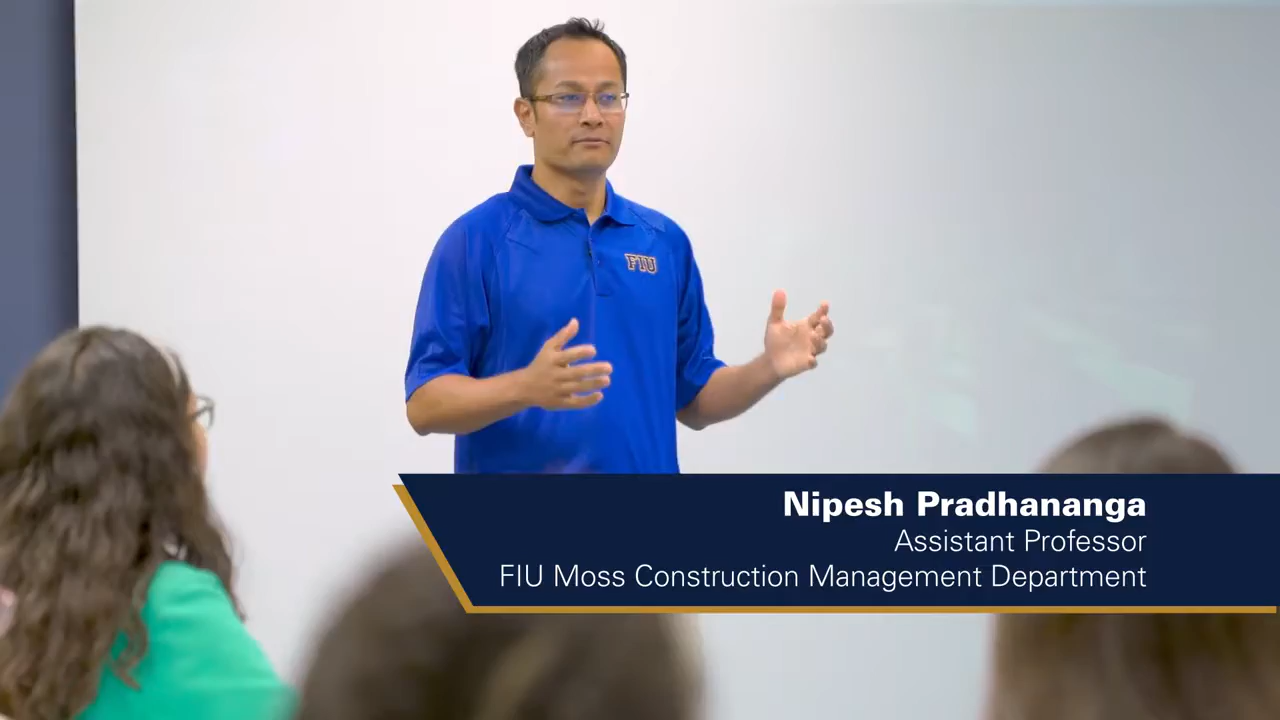 FIU
Nipesh Pradhananga
Assistant Professor
FIU Moss Construction Management Department